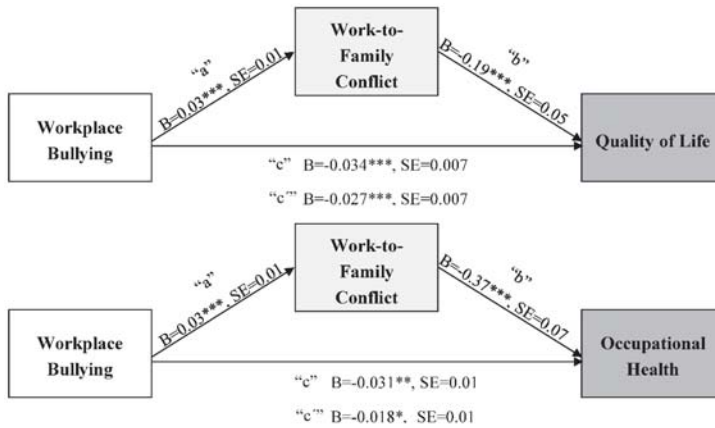 Work-to-
Family
Conflict
“a”
B=0.03***, SE=0.01
“b”
B=-0.19***, SE=0.05
Workplace
Bullying
Quality of Life
“c” B=-0.034***, SE=0.007
“c´” B=-0.027***, SE=0.007
Work-to-
Family
Conflict
“a”
B=0.03***, SE=0.01
“b”
B=-0.37***, SE=0.07
Workplace
Bullying
Occupational
Health
“c” B=-0.031**, SE=0.01
“c´” B=-0.018*, SE=0.01